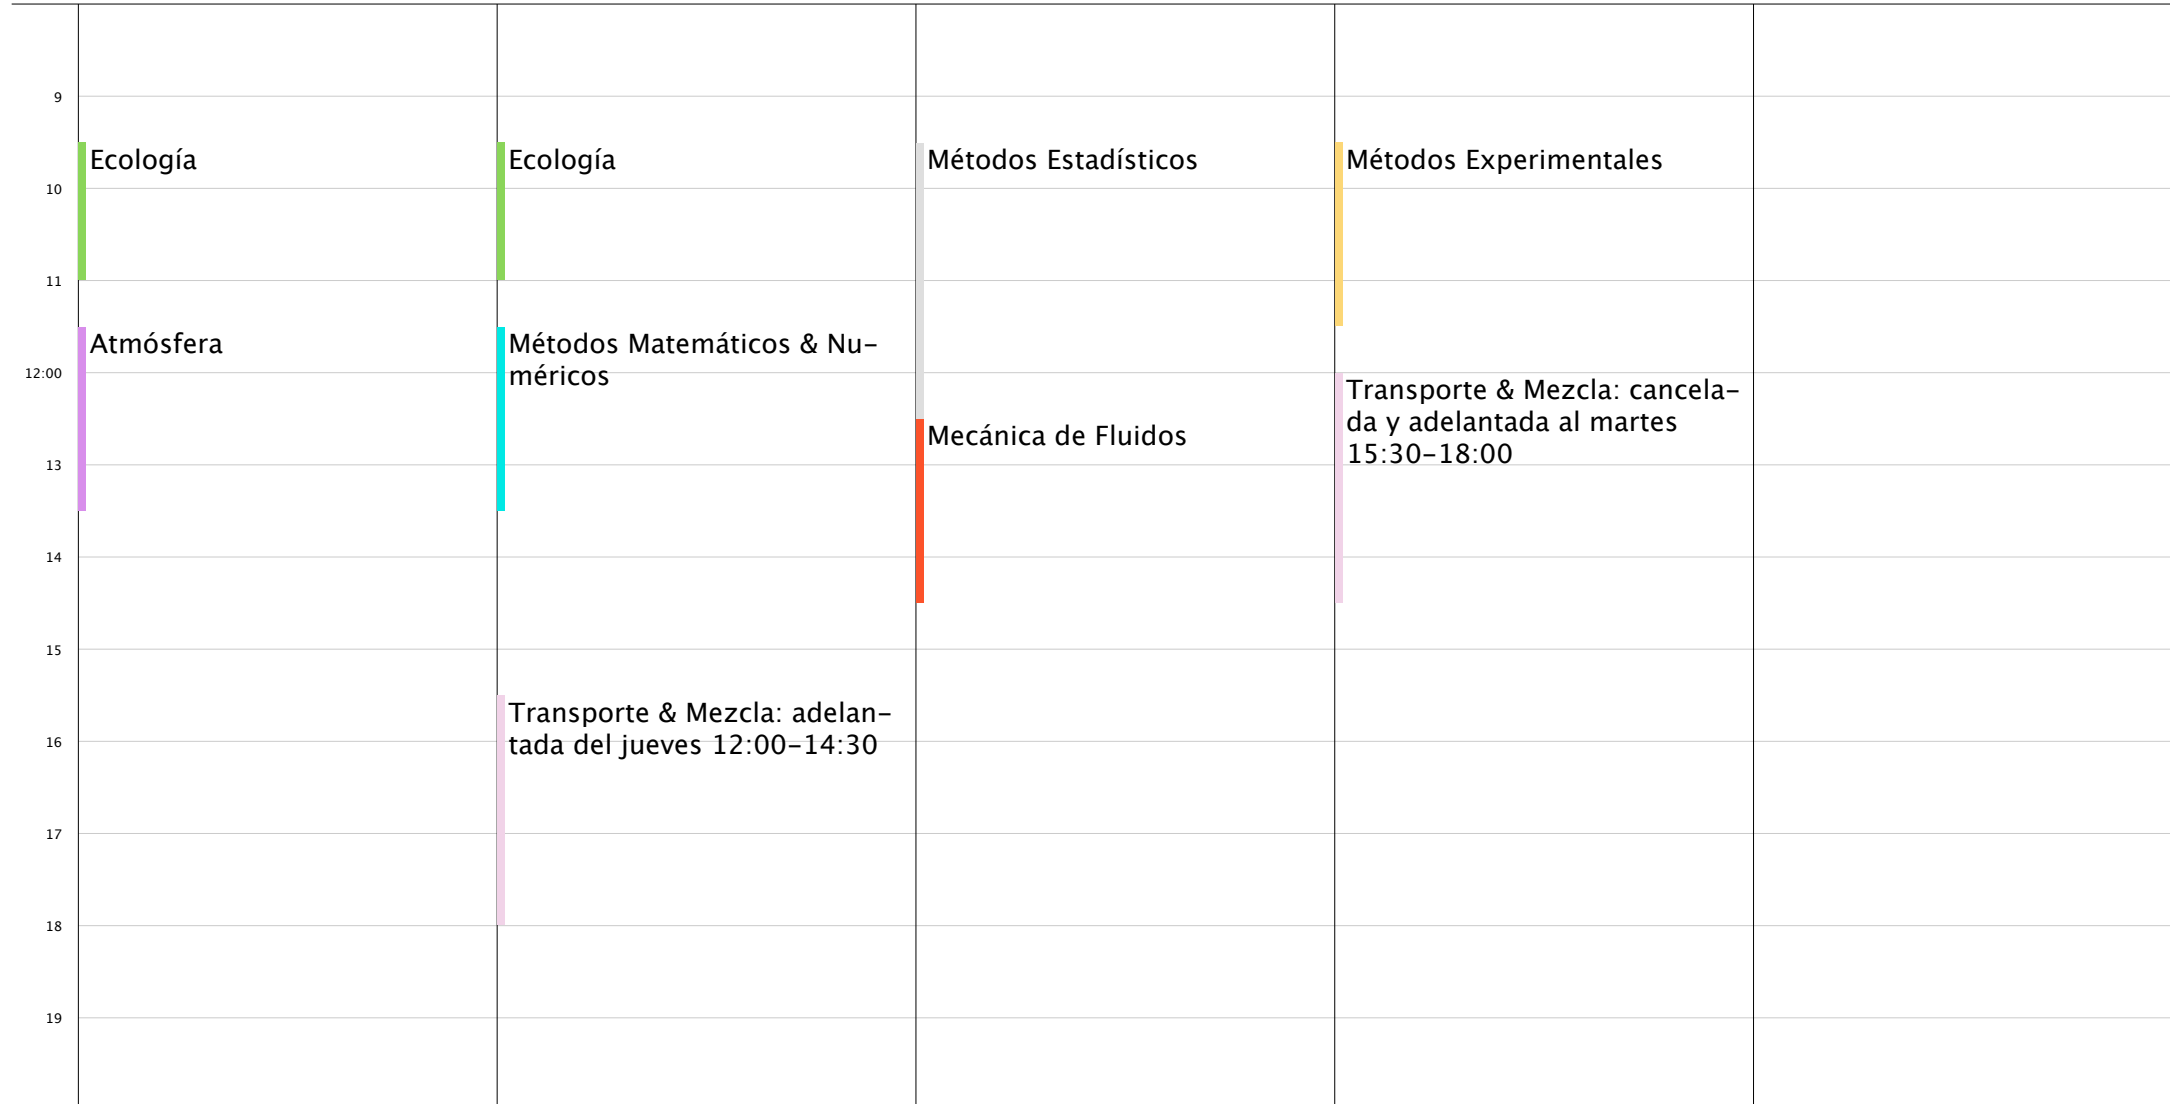 9
Ecología
Ecología
Métodos Estadísticos
Métodos Experimentales
10
11
Atmósfera
Métodos Matemáticos & Nu-
méricos
12:00
Transporte & Mezcla: cancela-
da y adelantada al martes
15:30-18:00
Mecánica de Fluidos
13
14
15
Transporte & Mezcla: adelan-
tada del jueves 12:00-14:30
16
17
18
19